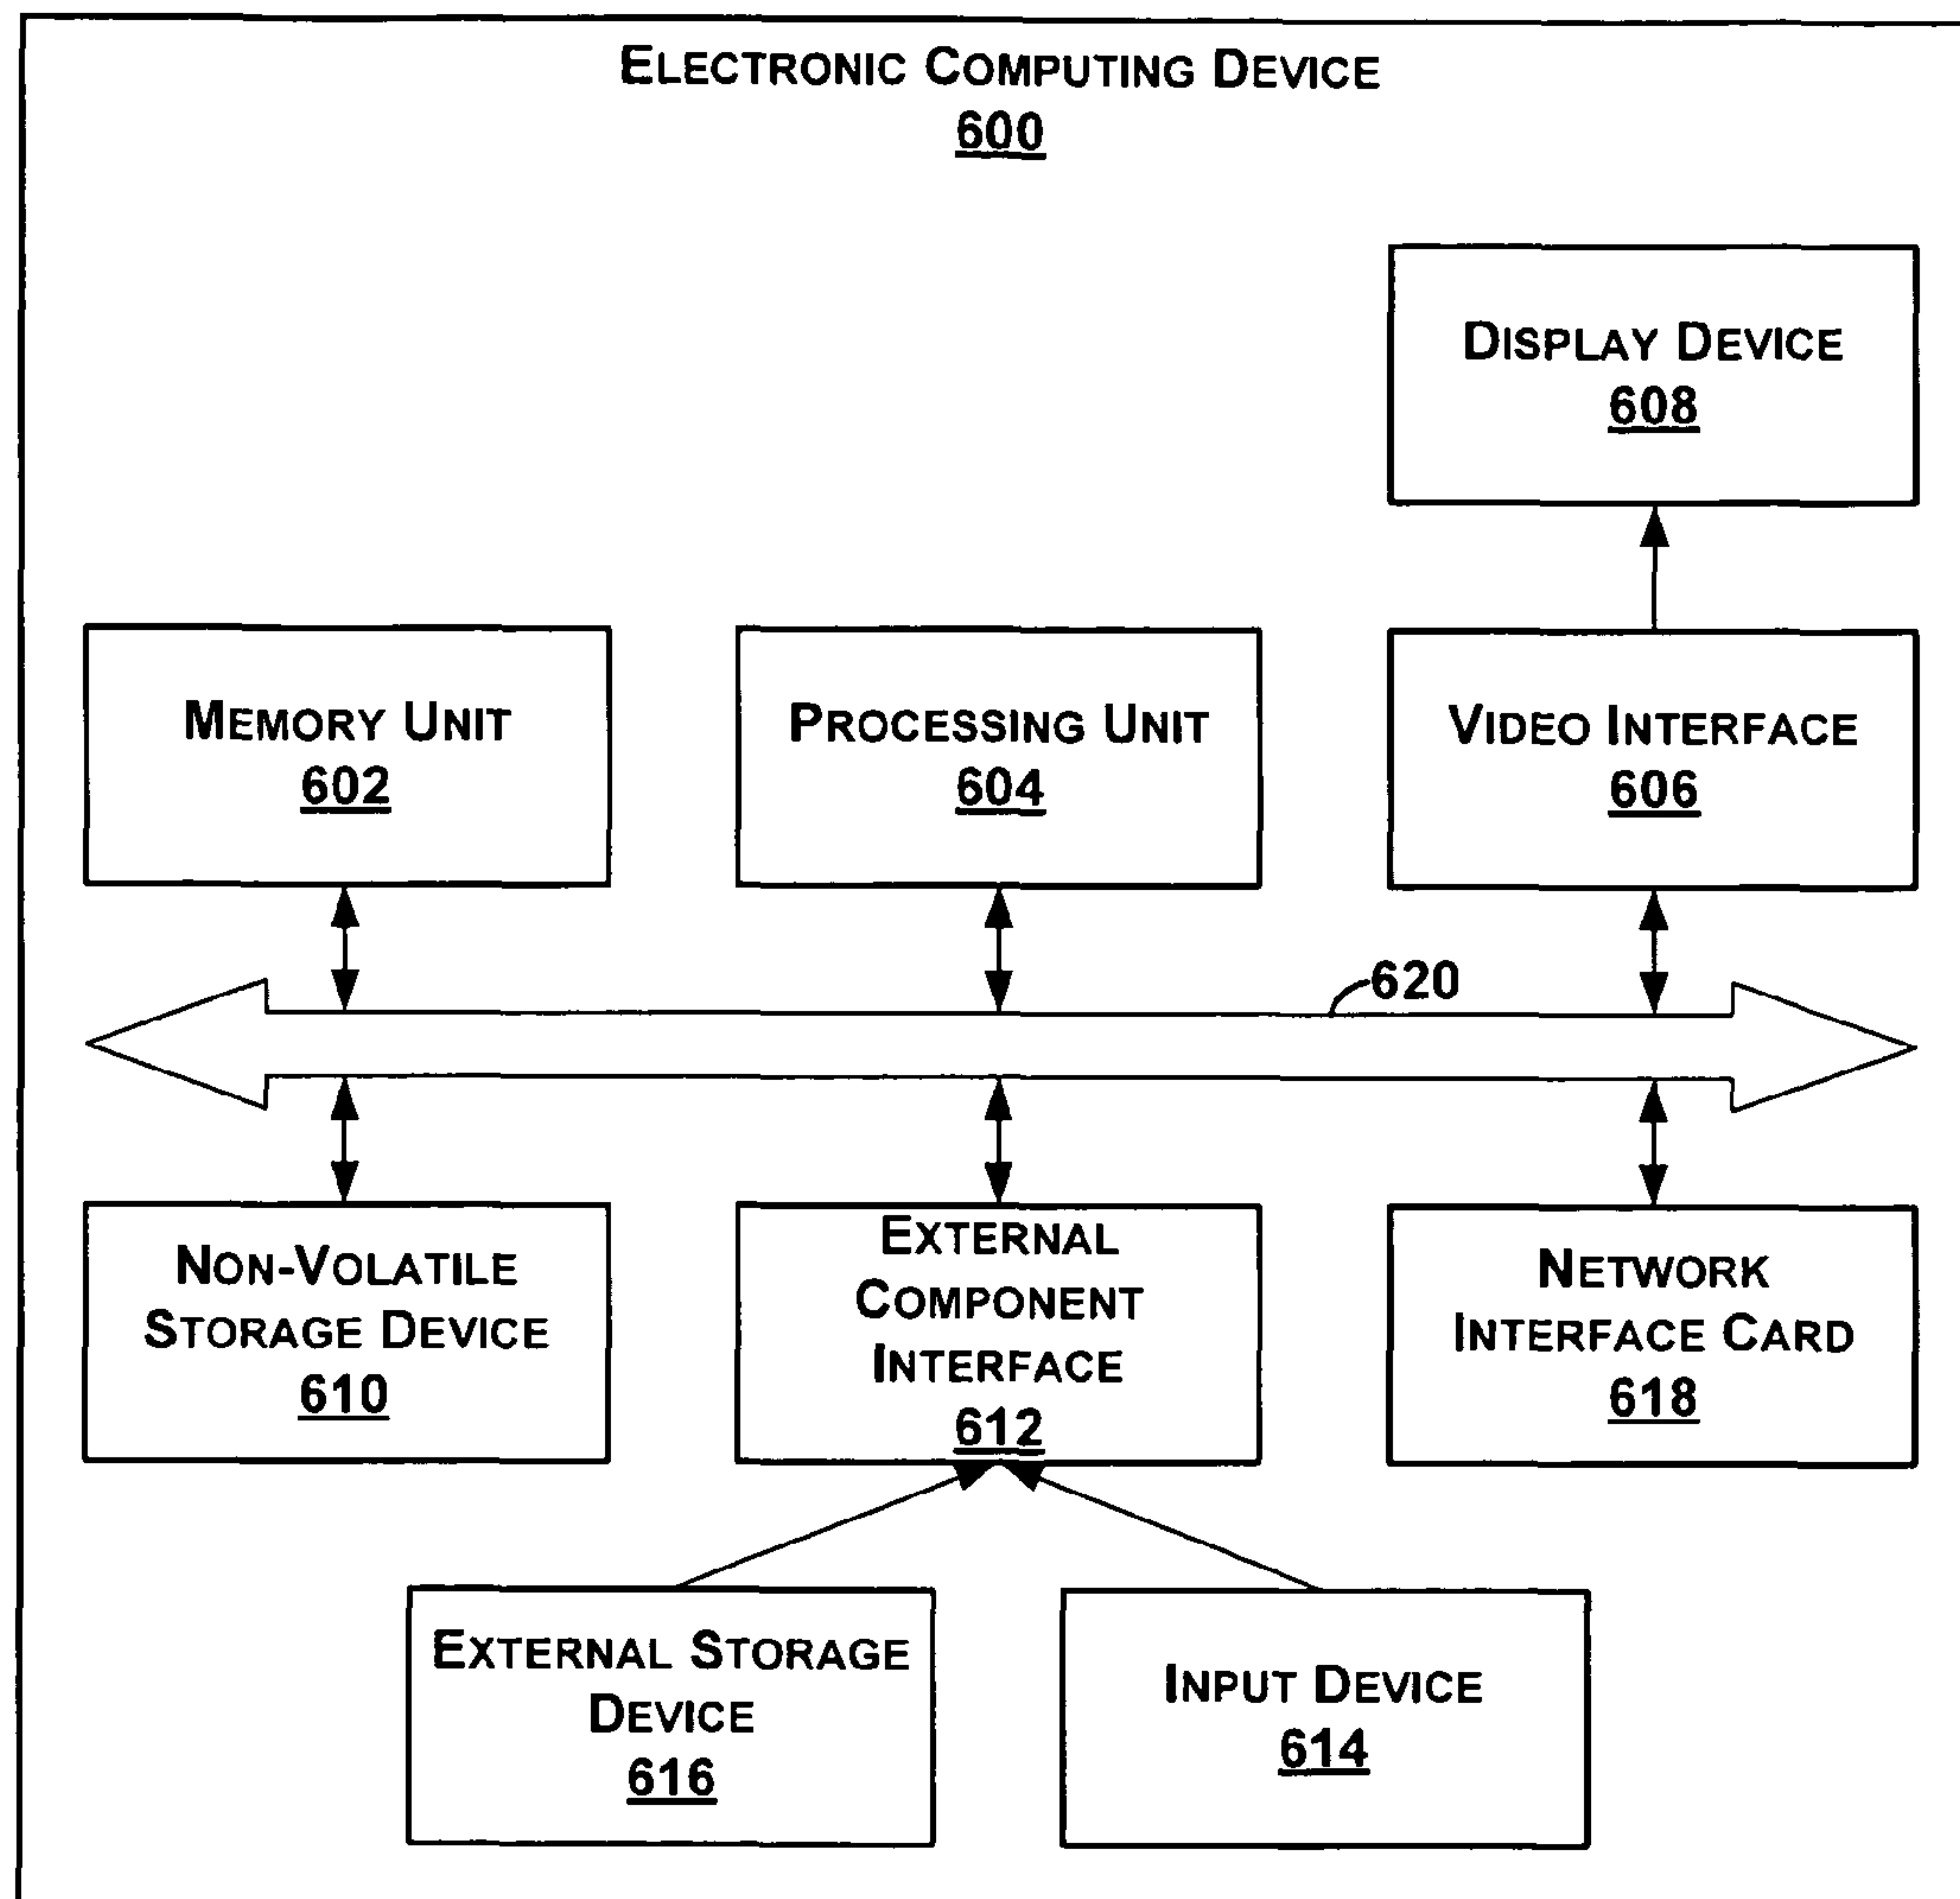 ELECTRONIC COMPUTING DEVICE
600
DISPLAY DEVICE
608
MEMORY UNIT
602
PROCESSING UNIT
604
VIDEO INTERFACE
606
620
NON-VOLATILE
STORAGE DEVICE
610
EXTERNAL
COMPONENT
INTERFACE
612
NETWORK
INTERFACE CARD
618
EXTERNAL STORAGE
DEVICE
616
INPUT DEVICE
614